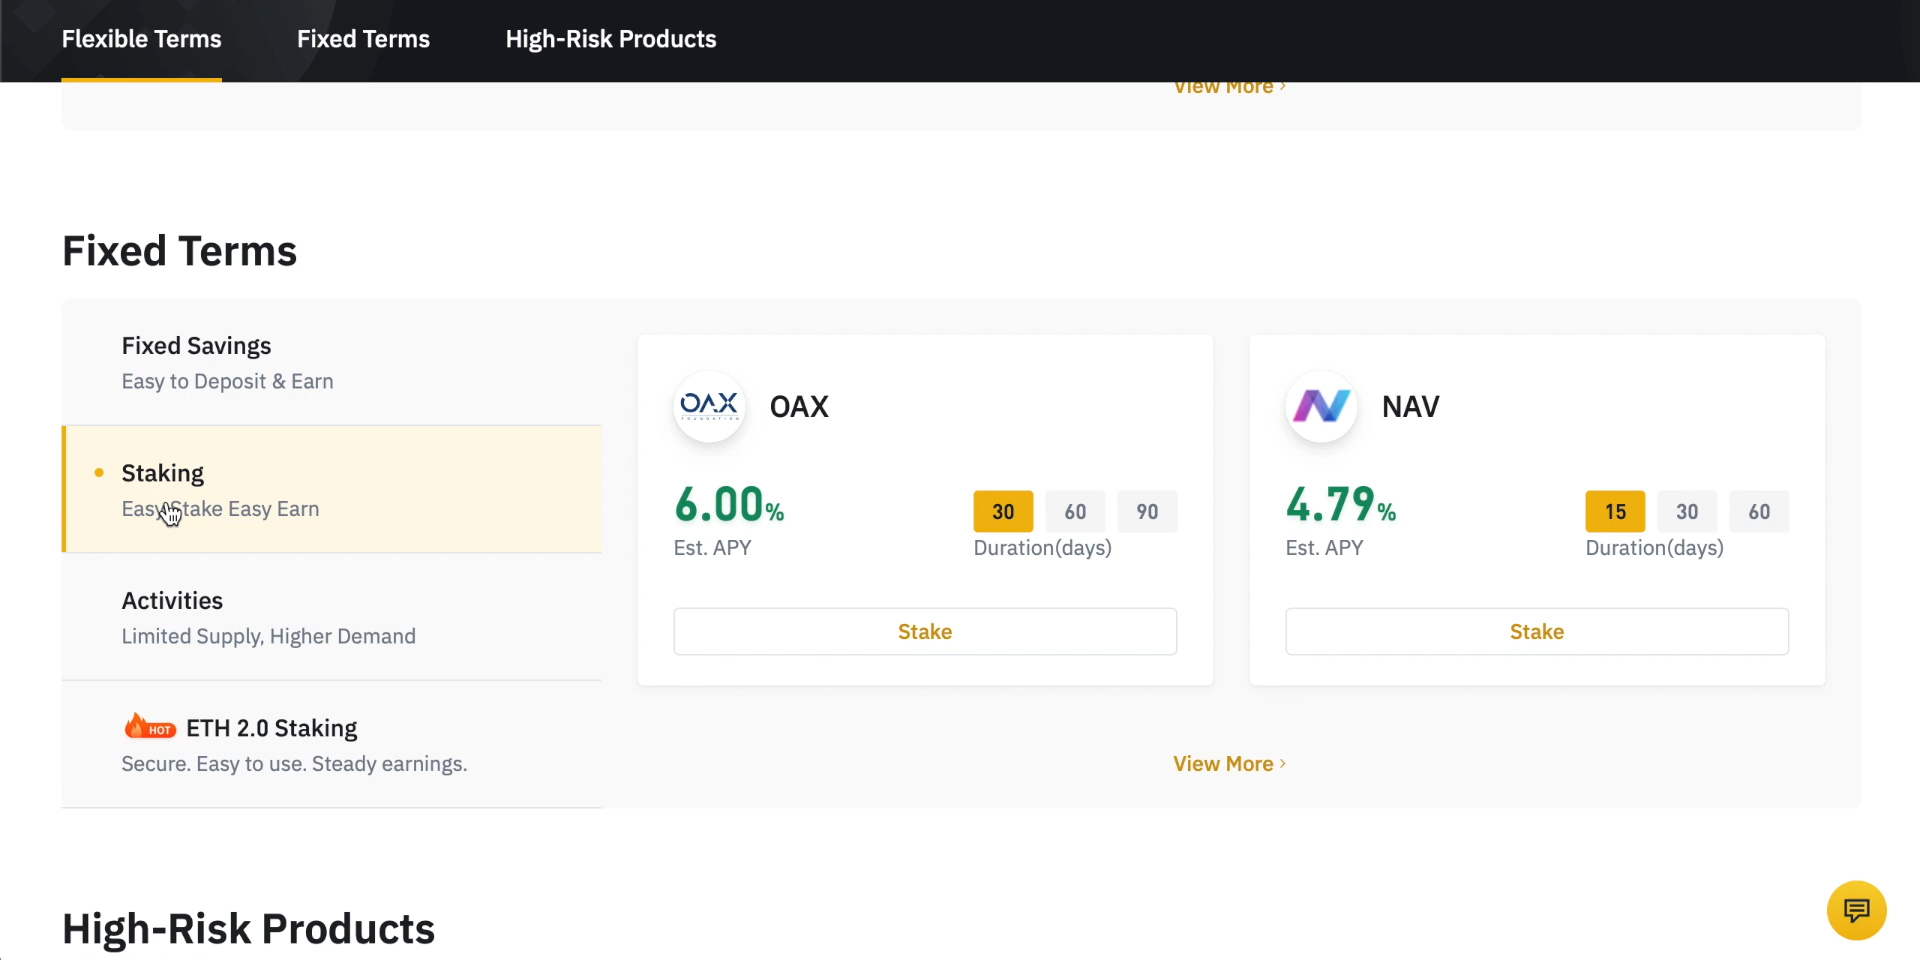 Flexible Terms
Fixed Terms
High-Risk Products
View More ›
Fixed Terms
Fixed Savings
Easy to Deposit & Earn
Staking
Easy Stake Easy Earn
Activities
Limited Supply, Higher Demand
HOT ETH 2.0 Staking
Secure. Easy to use. Steady earnings.
OAX
FOUNDATION
OAX
6.00%
Est. APY
30 60 90
Duration(days)
Stake
NAV
4.79%
Est. APY
15 30 60
Duration(days)
Stake
View More ›
High-Risk Products